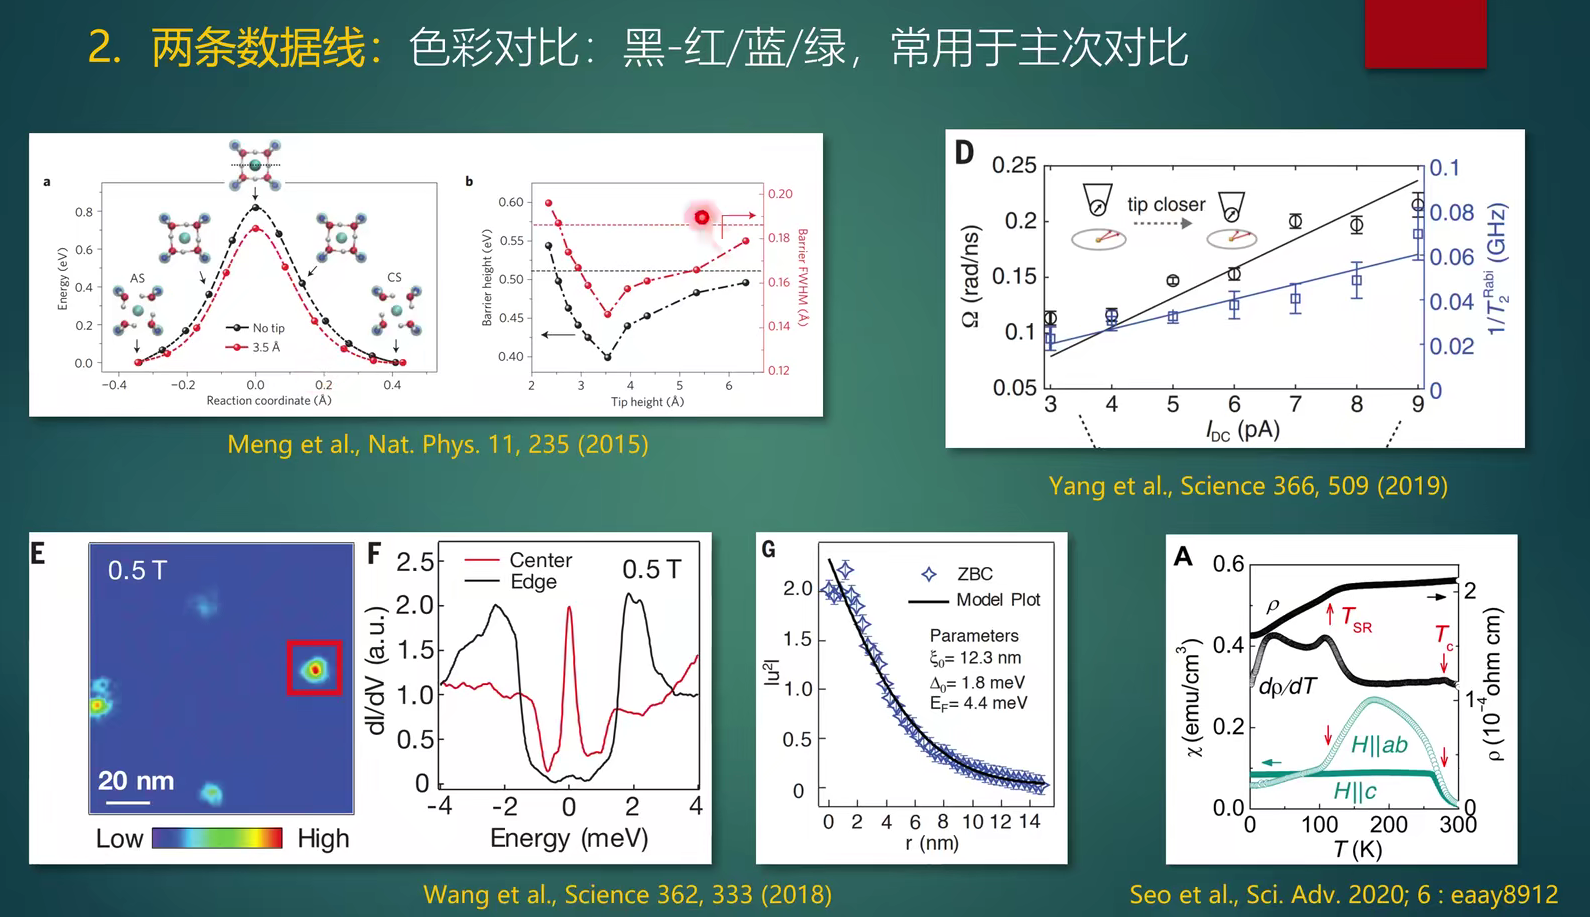 2. 两条数据线：色彩对比：黑-红/蓝/绿，常用于主次对比
a
Energy (eV)
0.8
0.6
0.4
0.2
0.0
AS
CS
No tip
3.5 Å
−0.4
−0.2
0.0
0.2
0.4
Reaction coordinate (Å)
b
Barrier height (eV)
0.60
0.55
0.50
0.45
0.40
0.20
0.18
0.16
0.14
0.12
Barrier FWHM (Å)
2
3
4
5
6
Tip height (Å)
Meng et al., Nat. Phys. 11, 235 (2015)
D
Ω (rad/ns)
0.25
0.2
0.15
0.1
0.05
tip closer
0.1
0.08
0.06
0.04
0.02
0
1/T₂ᴿᵃᵇⁱ (GHz)
3
4
5
6
7
8
9
I_DC (pA)
Yang et al., Science 366, 509 (2019)
E
0.5 T
20 nm
Low
High
F
dI/dV (a.u.)
2.5
2.0
1.5
1.0
0.5
0
Center
Edge
0.5 T
-4
-2
0
2
4
Energy (meV)
G
|u²|
2.0
1.5
1.0
0.5
0
ZBC
Model Plot
Parameters
ξ₀= 12.3 nm
Δ₀= 1.8 meV
E_F= 4.4 meV
0
2
4
6
8
10
12
14
r (nm)
Wang et al., Science 362, 333 (2018)
A
χ (emu/cm³)
0.6
0.4
0.2
0.0
ρ
T_SR
T_c
dρ/dT
H||ab
H||c
2
1
0
ρ (10⁻⁴ohm cm)
0
100
200
300
T (K)
Seo et al., Sci. Adv. 2020; 6 : eaay8912